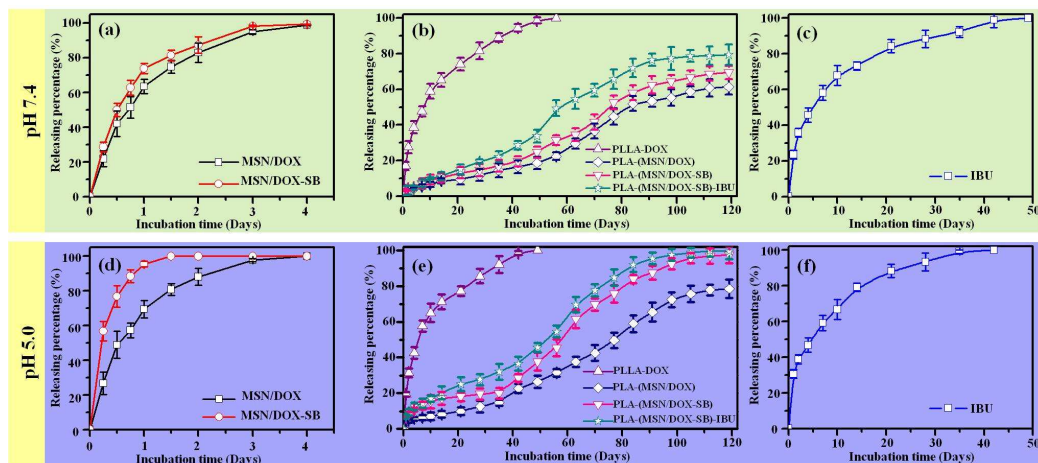 pH 7.4
(a)
Releasing percentage (%)
100
80
60
40
20
0
MSN/DOX
MSN/DOX-SB
0 1 2 3 4
Incubation time (Days)
(b)
Releasing percentage (%)
100
80
60
40
20
0
PLLA-DOX
PLA-(MSN/DOX)
PLA-(MSN/DOX-SB)
PLA-(MSN/DOX-SB)-IBU
0 20 40 60 80 100 120
Incubation time (Days)
(c)
Releasing percentage (%)
100
80
60
40
20
0
IBU
0 10 20 30 40 50
Incubation time (Days)
pH 5.0
(d)
Releasing percentage (%)
100
80
60
40
20
0
MSN/DOX
MSN/DOX-SB
0 1 2 3 4
Incubation time (Days)
(e)
Releasing percentage (%)
100
80
60
40
20
0
PLLA-DOX
PLA-(MSN/DOX)
PLA-(MSN/DOX-SB)
PLA-(MSN/DOX-SB)-IBU
0 20 40 60 80 100 120
Incubation time (Days)
(f)
Releasing percentage (%)
100
80
60
40
20
0
IBU
0 10 20 30 40 50
Incubation time (Days)